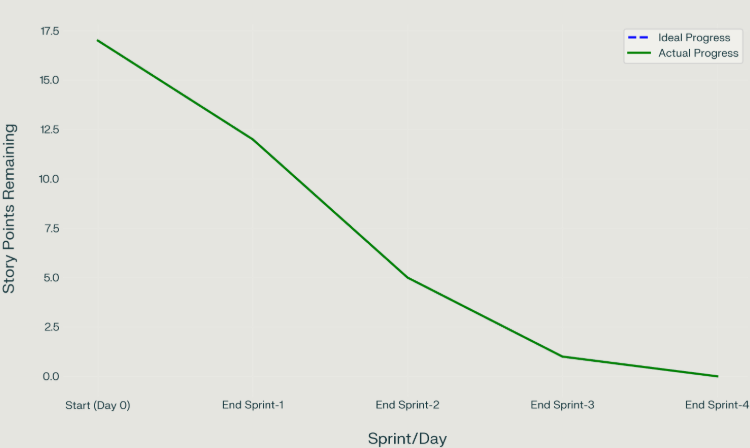 Ideal Progress
Actual Progress
Story Points Remaining
17.5
15.0
12.5
10.0
7.5
5.0
2.5
0.0
Start (Day 0)
End Sprint-1
End Sprint-2
End Sprint-3
End Sprint-4
Sprint/Day